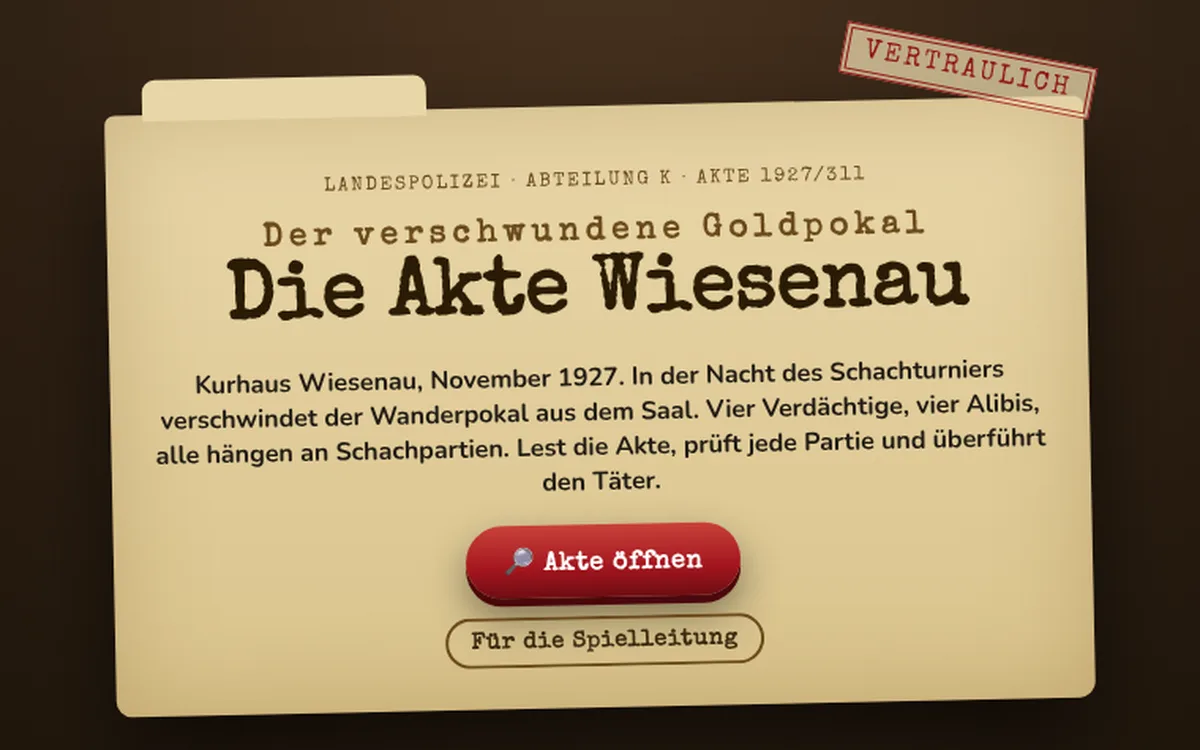 VERTRAULICH
LANDESPOLIZEI · ABTEILUNG K · AKTE 1927/311
Der verschwundene Goldpokal
Die Akte Wiesenau
Kurhaus Wiesenau, November 1927. In der Nacht des Schachturniers
verschwindet der Wanderpokal aus dem Saal. Vier Verdächtige, vier Alibis,
alle hängen an Schachpartien. Lest die Akte, prüft jede Partie und überführt
den Täter.
Akte öffnen
Für die Spielleitung